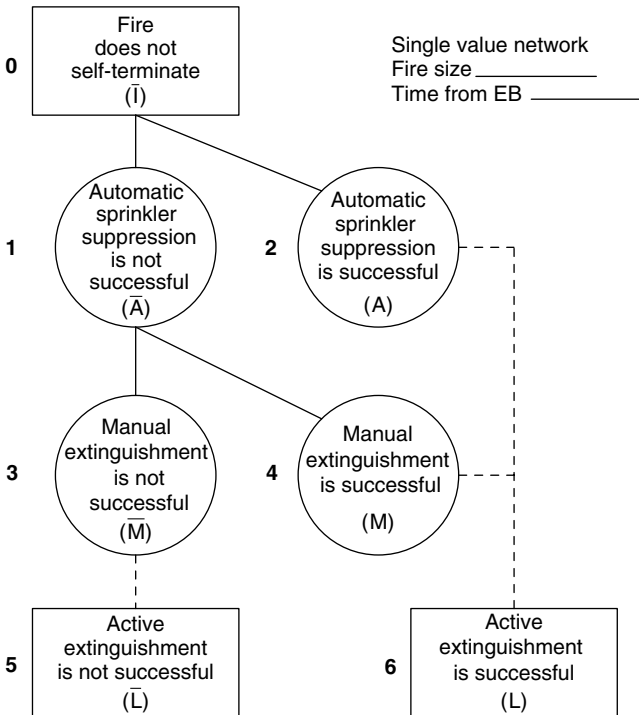 Fire
does not
self-terminate
(I̅)
0
Single value network
Fire size
Time from EB
1
Automatic
sprinkler
suppression
is not
successful
(A̅)
2
Automatic
sprinkler
suppression
is successful
(A)
3
Manual
extinguishment
is not
successful
(M̅)
4
Manual
extinguishment
is successful
(M)
5
Active
extinguishment
is not successful
(L̅)
6
Active
extinguishment
is successful
(L)